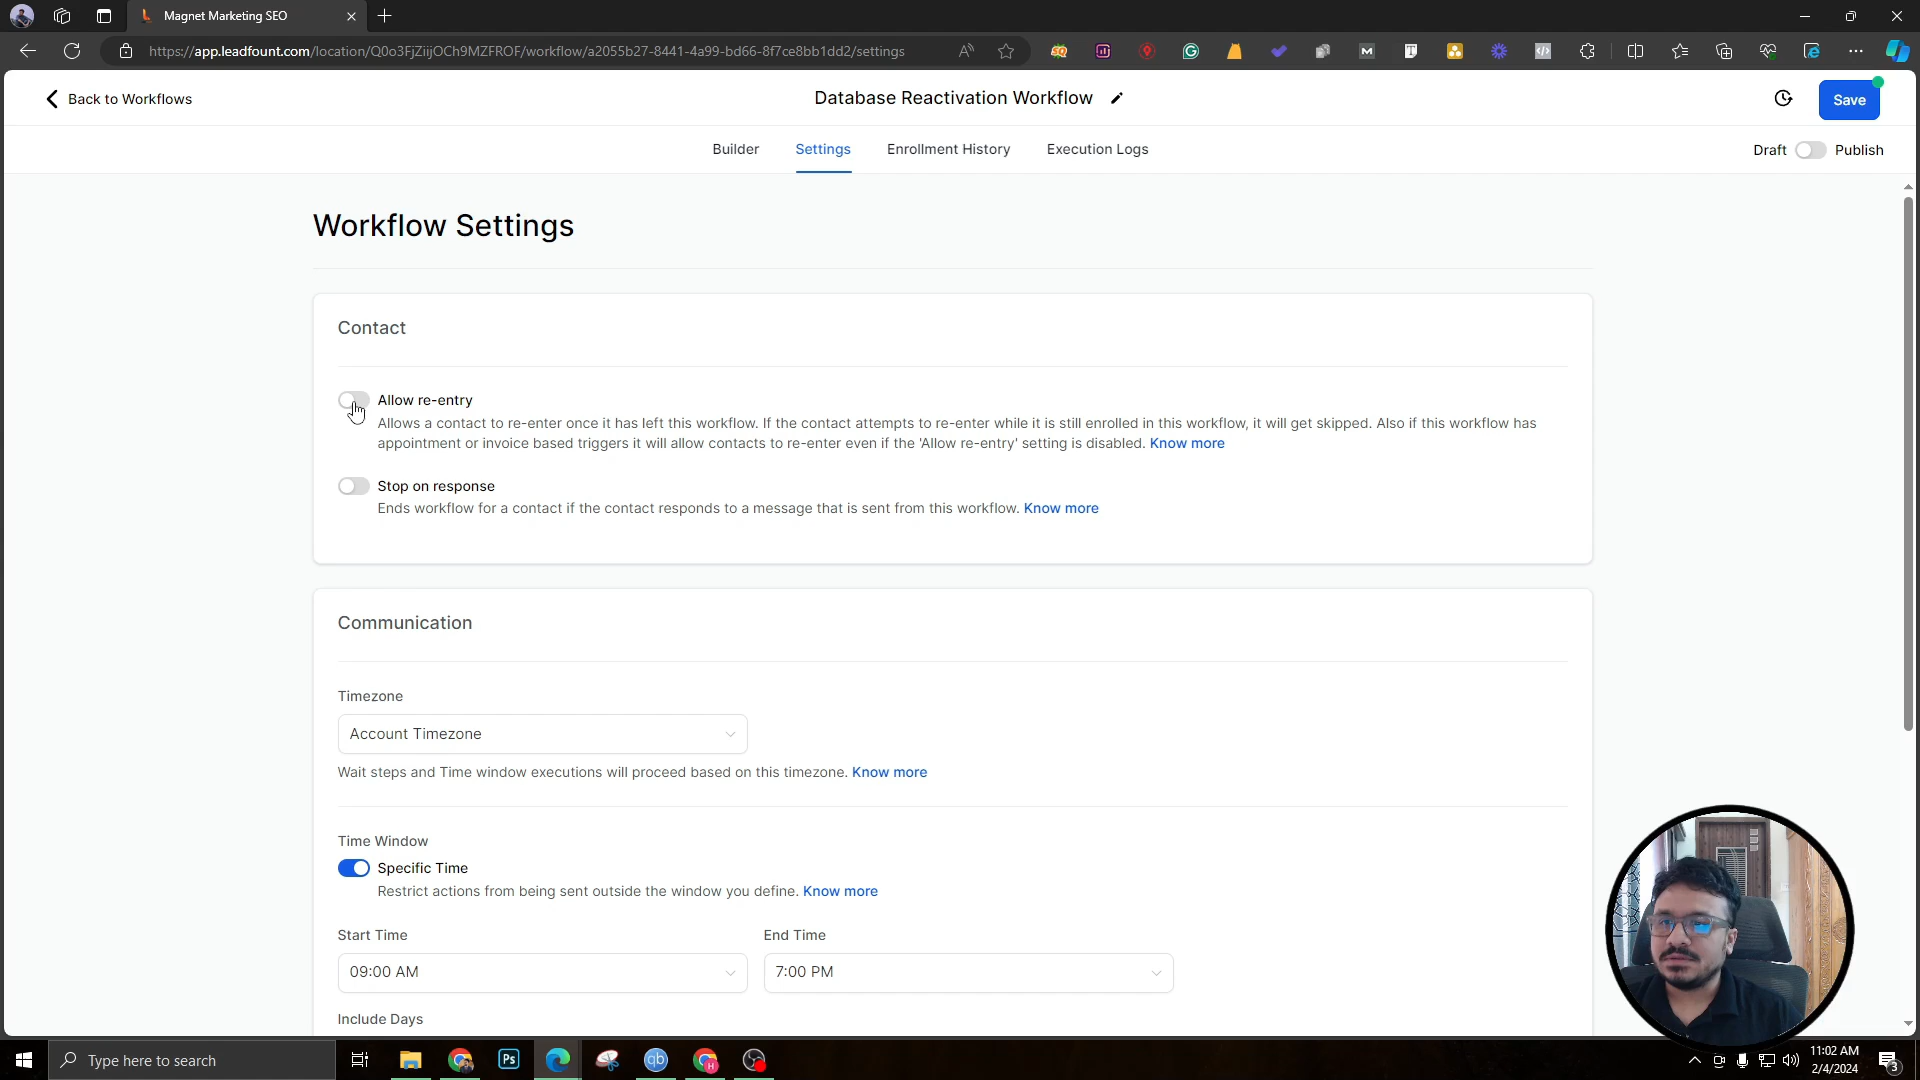 Magnet Marketing SEO
https://app.leadfount.com/location/Q0o3FjZiijOCh9MZFROF/workflow/a2055b27-8441-4a99-bd66-8f7ce8bb1dd2/settings
Back to Workflows
Database Reactivation Workflow
Save
Builder
Settings
Enrollment History
Execution Logs
Draft
Publish
Workflow Settings
Contact
Allow re-entry
Allows a contact to re-enter once it has left this workflow. If the contact attempts to re-enter while it is still enrolled in this workflow, it will get skipped. Also if this workflow has
appointment or invoice based triggers it will allow contacts to re-enter even if the 'Allow re-entry' setting is disabled. Know more
Stop on response
Ends workflow for a contact if the contact responds to a message that is sent from this workflow. Know more
Communication
Timezone
Account Timezone
Wait steps and Time window executions will proceed based on this timezone. Know more
Time Window
Specific Time
Restrict actions from being sent outside the window you define. Know more
Start Time
End Time
09:00 AM
7:00 PM
Include Days
Type here to search
Ps
qb
11:02 AM
2/4/2024
3